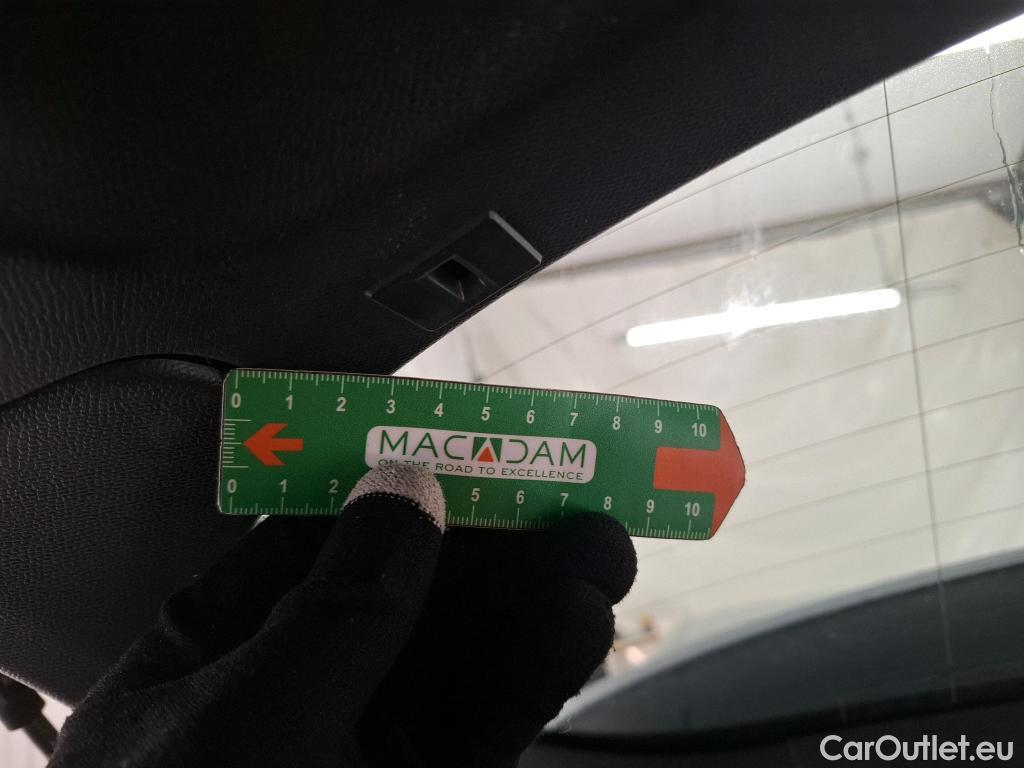 0 1 2 3 4 5 6 7 8 9 10
MACADAM
ON THE ROAD TO EXCELLENCE
0 1 2 5 6 7 8 9 10
CarOutlet.eu